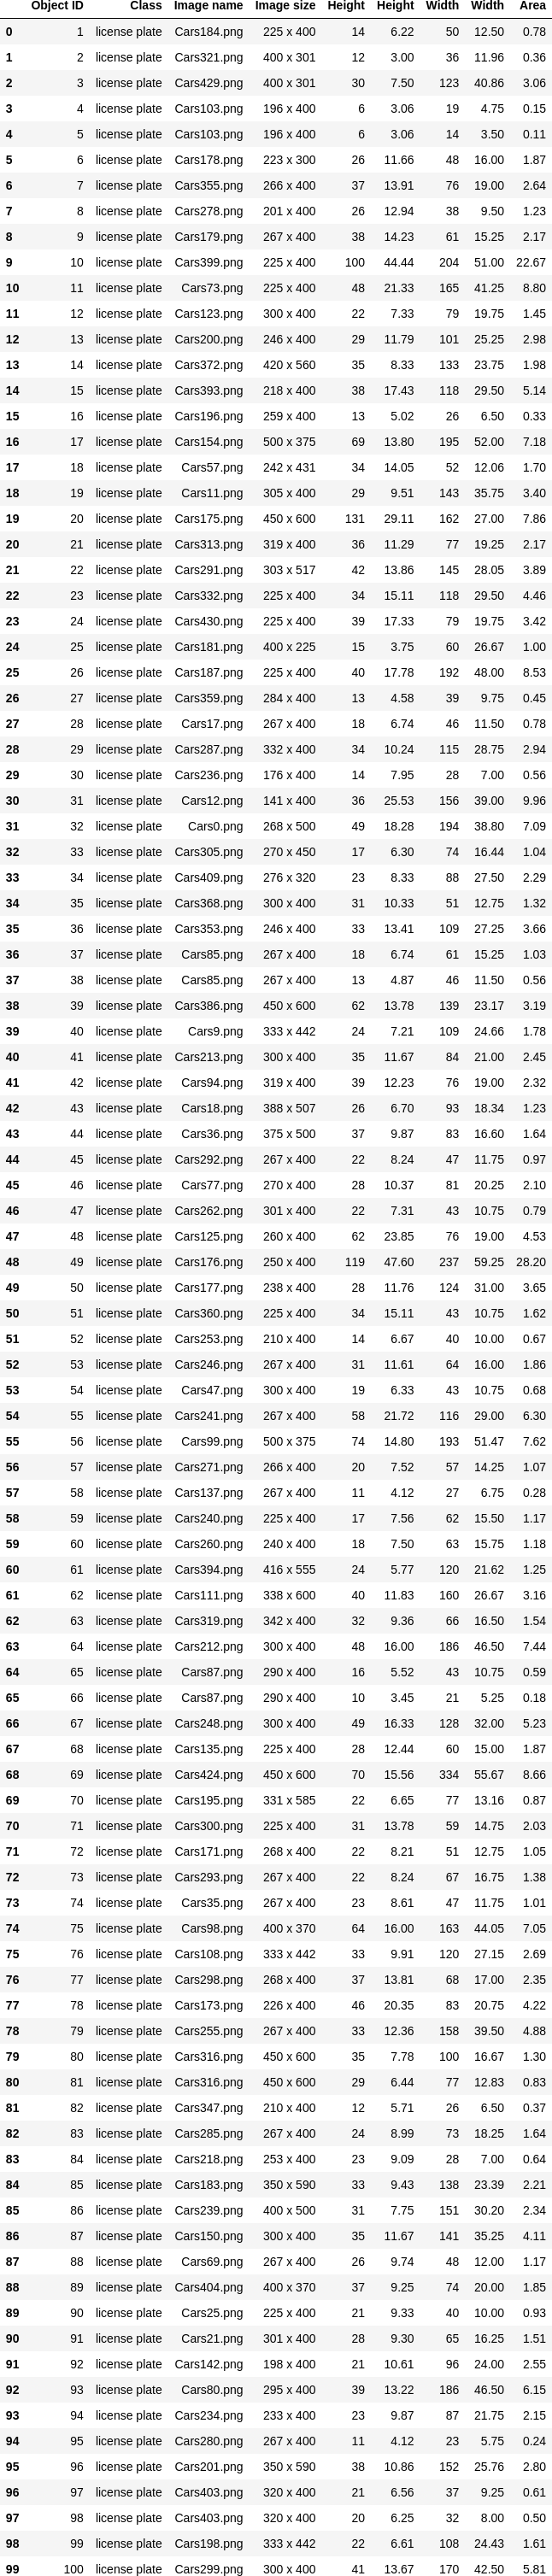 Object ID Class Image name Image size Height Height Width Width Area
0 1 license plate Cars184.png 225 x 400 14 6.22 50 12.50 0.78
1 2 license plate Cars321.png 400 x 301 12 3.00 36 11.96 0.36
2 3 license plate Cars429.png 400 x 301 30 7.50 123 40.86 3.06
3 4 license plate Cars103.png 196 x 400 6 3.06 19 4.75 0.15
4 5 license plate Cars103.png 196 x 400 6 3.06 14 3.50 0.11
5 6 license plate Cars178.png 223 x 300 26 11.66 48 16.00 1.87
6 7 license plate Cars355.png 266 x 400 37 13.91 76 19.00 2.64
7 8 license plate Cars278.png 201 x 400 26 12.94 38 9.50 1.23
8 9 license plate Cars179.png 267 x 400 38 14.23 61 15.25 2.17
9 10 license plate Cars399.png 225 x 400 100 44.44 204 51.00 22.67
10 11 license plate Cars73.png 225 x 400 48 21.33 165 41.25 8.80
11 12 license plate Cars123.png 300 x 400 22 7.33 79 19.75 1.45
12 13 license plate Cars200.png 246 x 400 29 11.79 101 25.25 2.98
13 14 license plate Cars372.png 420 x 560 35 8.33 133 23.75 1.98
14 15 license plate Cars393.png 218 x 400 38 17.43 118 29.50 5.14
15 16 license plate Cars196.png 259 x 400 13 5.02 26 6.50 0.33
16 17 license plate Cars154.png 500 x 375 69 13.80 195 52.00 7.18
17 18 license plate Cars57.png 242 x 431 34 14.05 52 12.06 1.70
18 19 license plate Cars11.png 305 x 400 29 9.51 143 35.75 3.40
19 20 license plate Cars175.png 450 x 600 131 29.11 162 27.00 7.86
20 21 license plate Cars313.png 319 x 400 36 11.29 77 19.25 2.17
21 22 license plate Cars291.png 303 x 517 42 13.86 145 28.05 3.89
22 23 license plate Cars332.png 225 x 400 34 15.11 118 29.50 4.46
23 24 license plate Cars430.png 225 x 400 39 17.33 79 19.75 3.42
24 25 license plate Cars181.png 400 x 225 15 3.75 60 26.67 1.00
25 26 license plate Cars187.png 225 x 400 40 17.78 192 48.00 8.53
26 27 license plate Cars359.png 284 x 400 13 4.58 39 9.75 0.45
27 28 license plate Cars17.png 267 x 400 18 6.74 46 11.50 0.78
28 29 license plate Cars287.png 332 x 400 34 10.24 115 28.75 2.94
29 30 license plate Cars236.png 176 x 400 14 7.95 28 7.00 0.56
30 31 license plate Cars12.png 141 x 400 36 25.53 156 39.00 9.96
31 32 license plate Cars0.png 268 x 500 49 18.28 194 38.80 7.09
32 33 license plate Cars305.png 270 x 450 17 6.30 74 16.44 1.04
33 34 license plate Cars409.png 276 x 320 23 8.33 88 27.50 2.29
34 35 license plate Cars368.png 300 x 400 31 10.33 51 12.75 1.32
35 36 license plate Cars353.png 246 x 400 33 13.41 109 27.25 3.66
36 37 license plate Cars85.png 267 x 400 18 6.74 61 15.25 1.03
37 38 license plate Cars85.png 267 x 400 13 4.87 46 11.50 0.56
38 39 license plate Cars386.png 450 x 600 62 13.78 139 23.17 3.19
39 40 license plate Cars9.png 333 x 442 24 7.21 109 24.66 1.78
40 41 license plate Cars213.png 300 x 400 35 11.67 84 21.00 2.45
41 42 license plate Cars94.png 319 x 400 39 12.23 76 19.00 2.32
42 43 license plate Cars18.png 388 x 507 26 6.70 93 18.34 1.23
43 44 license plate Cars36.png 375 x 500 37 9.87 83 16.60 1.64
44 45 license plate Cars292.png 267 x 400 22 8.24 47 11.75 0.97
45 46 license plate Cars77.png 270 x 400 28 10.37 81 20.25 2.10
46 47 license plate Cars262.png 301 x 400 22 7.31 43 10.75 0.79
47 48 license plate Cars125.png 260 x 400 62 23.85 76 19.00 4.53
48 49 license plate Cars176.png 250 x 400 119 47.60 237 59.25 28.20
49 50 license plate Cars177.png 238 x 400 28 11.76 124 31.00 3.65
50 51 license plate Cars360.png 225 x 400 34 15.11 43 10.75 1.62
51 52 license plate Cars253.png 210 x 400 14 6.67 40 10.00 0.67
52 53 license plate Cars246.png 267 x 400 31 11.61 64 16.00 1.86
53 54 license plate Cars47.png 300 x 400 19 6.33 43 10.75 0.68
54 55 license plate Cars241.png 267 x 400 58 21.72 116 29.00 6.30
55 56 license plate Cars99.png 500 x 375 74 14.80 193 51.47 7.62
56 57 license plate Cars271.png 266 x 400 20 7.52 57 14.25 1.07
57 58 license plate Cars137.png 267 x 400 11 4.12 27 6.75 0.28
58 59 license plate Cars240.png 225 x 400 17 7.56 62 15.50 1.17
59 60 license plate Cars260.png 240 x 400 18 7.50 63 15.75 1.18
60 61 license plate Cars394.png 416 x 555 24 5.77 120 21.62 1.25
61 62 license plate Cars111.png 338 x 600 40 11.83 160 26.67 3.16
62 63 license plate Cars319.png 342 x 400 32 9.36 66 16.50 1.54
63 64 license plate Cars212.png 300 x 400 48 16.00 186 46.50 7.44
64 65 license plate Cars87.png 290 x 400 16 5.52 43 10.75 0.59
65 66 license plate Cars87.png 290 x 400 10 3.45 21 5.25 0.18
66 67 license plate Cars248.png 300 x 400 49 16.33 128 32.00 5.23
67 68 license plate Cars135.png 225 x 400 28 12.44 60 15.00 1.87
68 69 license plate Cars424.png 450 x 600 70 15.56 334 55.67 8.66
69 70 license plate Cars195.png 331 x 585 22 6.65 77 13.16 0.87
70 71 license plate Cars300.png 225 x 400 31 13.78 59 14.75 2.03
71 72 license plate Cars171.png 268 x 400 22 8.21 51 12.75 1.05
72 73 license plate Cars293.png 267 x 400 22 8.24 67 16.75 1.38
73 74 license plate Cars35.png 267 x 400 23 8.61 47 11.75 1.01
74 75 license plate Cars98.png 400 x 370 64 16.00 163 44.05 7.05
75 76 license plate Cars108.png 333 x 442 33 9.91 120 27.15 2.69
76 77 license plate Cars298.png 268 x 400 37 13.81 68 17.00 2.35
77 78 license plate Cars173.png 226 x 400 46 20.35 83 20.75 4.22
78 79 license plate Cars255.png 267 x 400 33 12.36 158 39.50 4.88
79 80 license plate Cars316.png 450 x 600 35 7.78 100 16.67 1.30
80 81 license plate Cars316.png 450 x 600 29 6.44 77 12.83 0.83
81 82 license plate Cars347.png 210 x 400 12 5.71 26 6.50 0.37
82 83 license plate Cars285.png 267 x 400 24 8.99 73 18.25 1.64
83 84 license plate Cars218.png 253 x 400 23 9.09 28 7.00 0.64
84 85 license plate Cars183.png 350 x 590 33 9.43 138 23.39 2.21
85 86 license plate Cars239.png 400 x 500 31 7.75 151 30.20 2.34
86 87 license plate Cars150.png 300 x 400 35 11.67 141 35.25 4.11
87 88 license plate Cars69.png 267 x 400 26 9.74 48 12.00 1.17
88 89 license plate Cars404.png 400 x 370 37 9.25 74 20.00 1.85
89 90 license plate Cars25.png 225 x 400 21 9.33 40 10.00 0.93
90 91 license plate Cars21.png 301 x 400 28 9.30 65 16.25 1.51
91 92 license plate Cars142.png 198 x 400 21 10.61 96 24.00 2.55
92 93 license plate Cars80.png 295 x 400 39 13.22 186 46.50 6.15
93 94 license plate Cars234.png 233 x 400 23 9.87 87 21.75 2.15
94 95 license plate Cars280.png 267 x 400 11 4.12 23 5.75 0.24
95 96 license plate Cars201.png 350 x 590 38 10.86 152 25.76 2.80
96 97 license plate Cars403.png 320 x 400 21 6.56 37 9.25 0.61
97 98 license plate Cars403.png 320 x 400 20 6.25 32 8.00 0.50
98 99 license plate Cars198.png 333 x 442 22 6.61 108 24.43 1.61
99 100 license plate Cars299.png 300 x 400 41 13.67 170 42.50 5.81